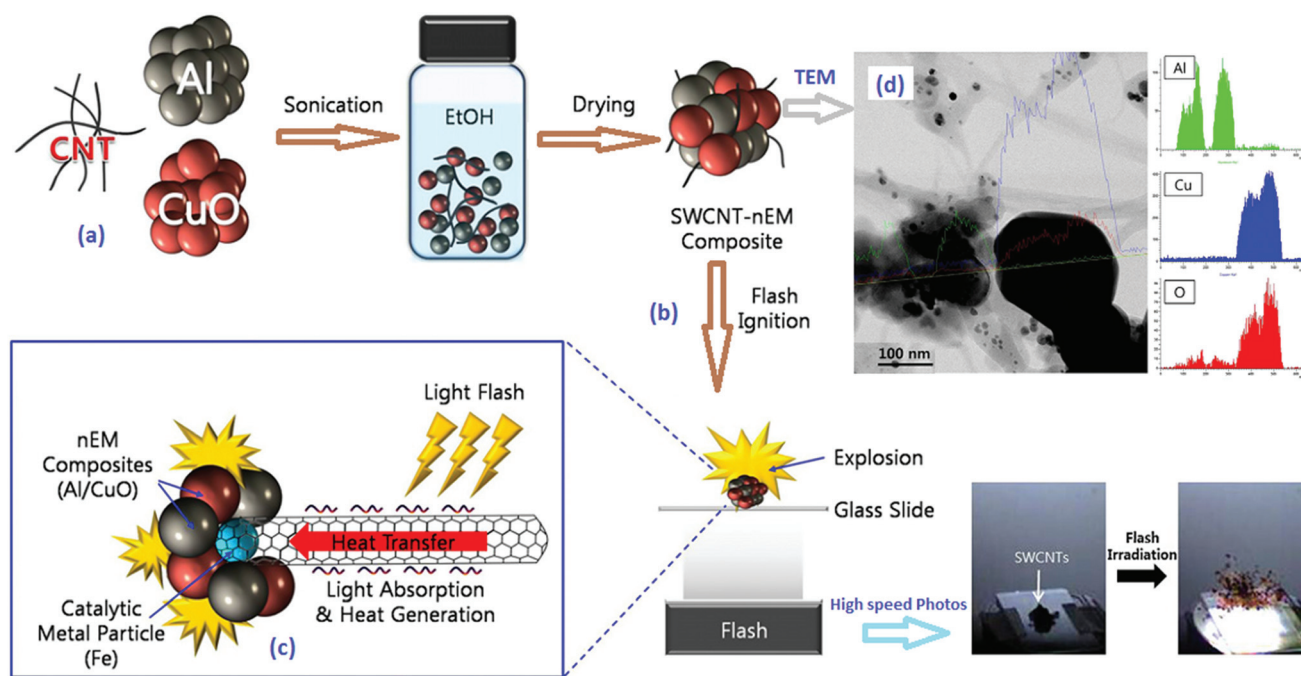 Al
CNT
CuO
(a)
Sonication
EtOH
Drying
SWCNT-nEM
Composite
TEM
(d)
100 nm
Al
Cu
O
(b)
Flash
Ignition
Light Flash
nEM
Composites
(Al/CuO)
Heat Transfer
Light Absorption
& Heat Generation
Catalytic
Metal Particle
(Fe)
(c)
Explosion
Glass Slide
Flash
High speed Photos
SWCNTs
Flash
Irradiation